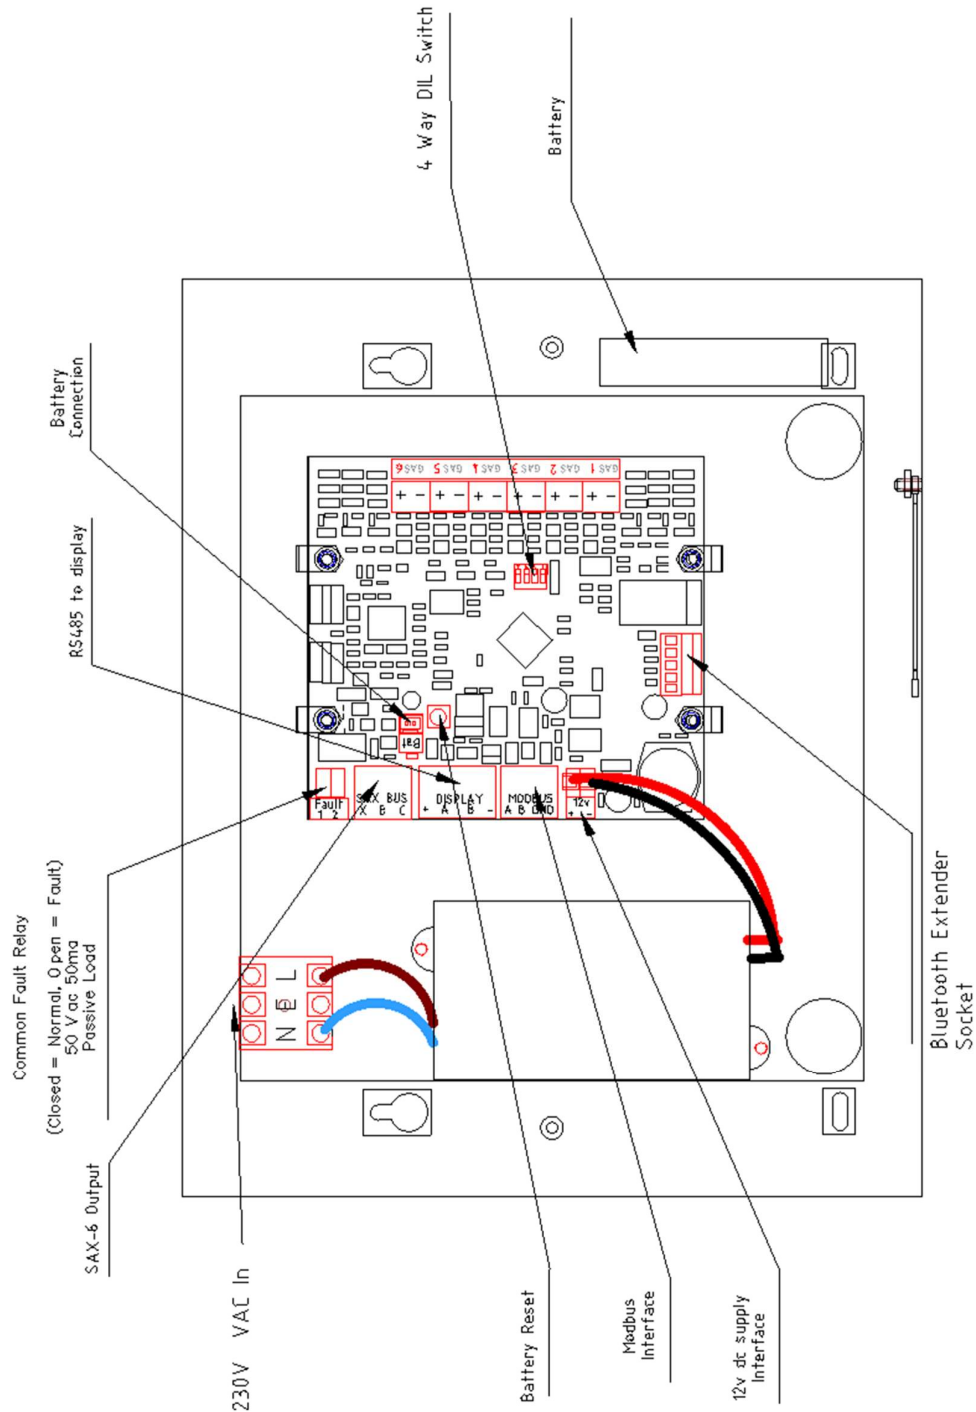 4 Way DIL Switch
Battery
Battery
Connection
RS485 to display
Common Fault Relay
(Closed = Normal, Open = Fault)
50 V ac 50ma
Passive Load
SAX-6 Output
230V VAC In
Battery Reset
Modbus
Interface
12v dc supply
Interface
Bluetooth Extender
Socket
GAS 6
GAS 5
GAS 4
GAS 3
GAS 2
GAS 1
+ - + - + - + - + - + -
Bat
Fault
1 2
SAX BUS
X B C
DISPLAY
+ A B -
MODBUS
A B GND
12v
+ -
N E L